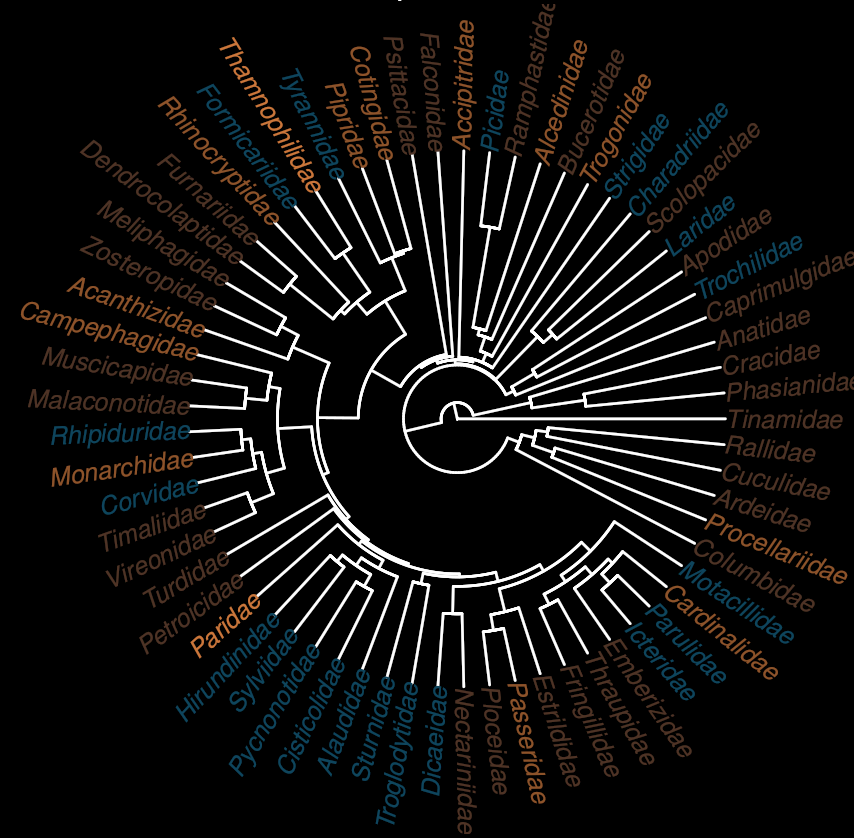 Falconidae
Accipitridae
Picidae
Ramphastidae
Alcedinidae
Bucerotidae
Trogonidae
Strigidae
Charadriidae
Scolopacidae
Laridae
Apodidae
Trochilidae
Caprimulgidae
Anatidae
Cracidae
Phasianidae
Tinamidae
Rallidae
Cuculidae
Ardeidae
Procellariidae
Columbidae
Motacillidae
Cardinalidae
Parulidae
Icteridae
Emberizidae
Thraupidae
Fringillidae
Estrildidae
Passeridae
Ploceidae
Nectariniidae
Dicaeidae
Troglodytidae
Sturnidae
Alaudidae
Cisticolidae
Pycnonotidae
Sylviidae
Hirundinidae
Paridae
Petroicidae
Turdidae
Vireonidae
Timaliidae
Corvidae
Monarchidae
Rhipiduridae
Malaconotidae
Muscicapidae
Campephagidae
Acanthizidae
Zosteropidae
Meliphagidae
Dendrocolaptidae
Furnariidae
Rhinocryptidae
Formicariidae
Thamnophilidae
Tyrannidae
Pipridae
Cotingidae
Psittacidae